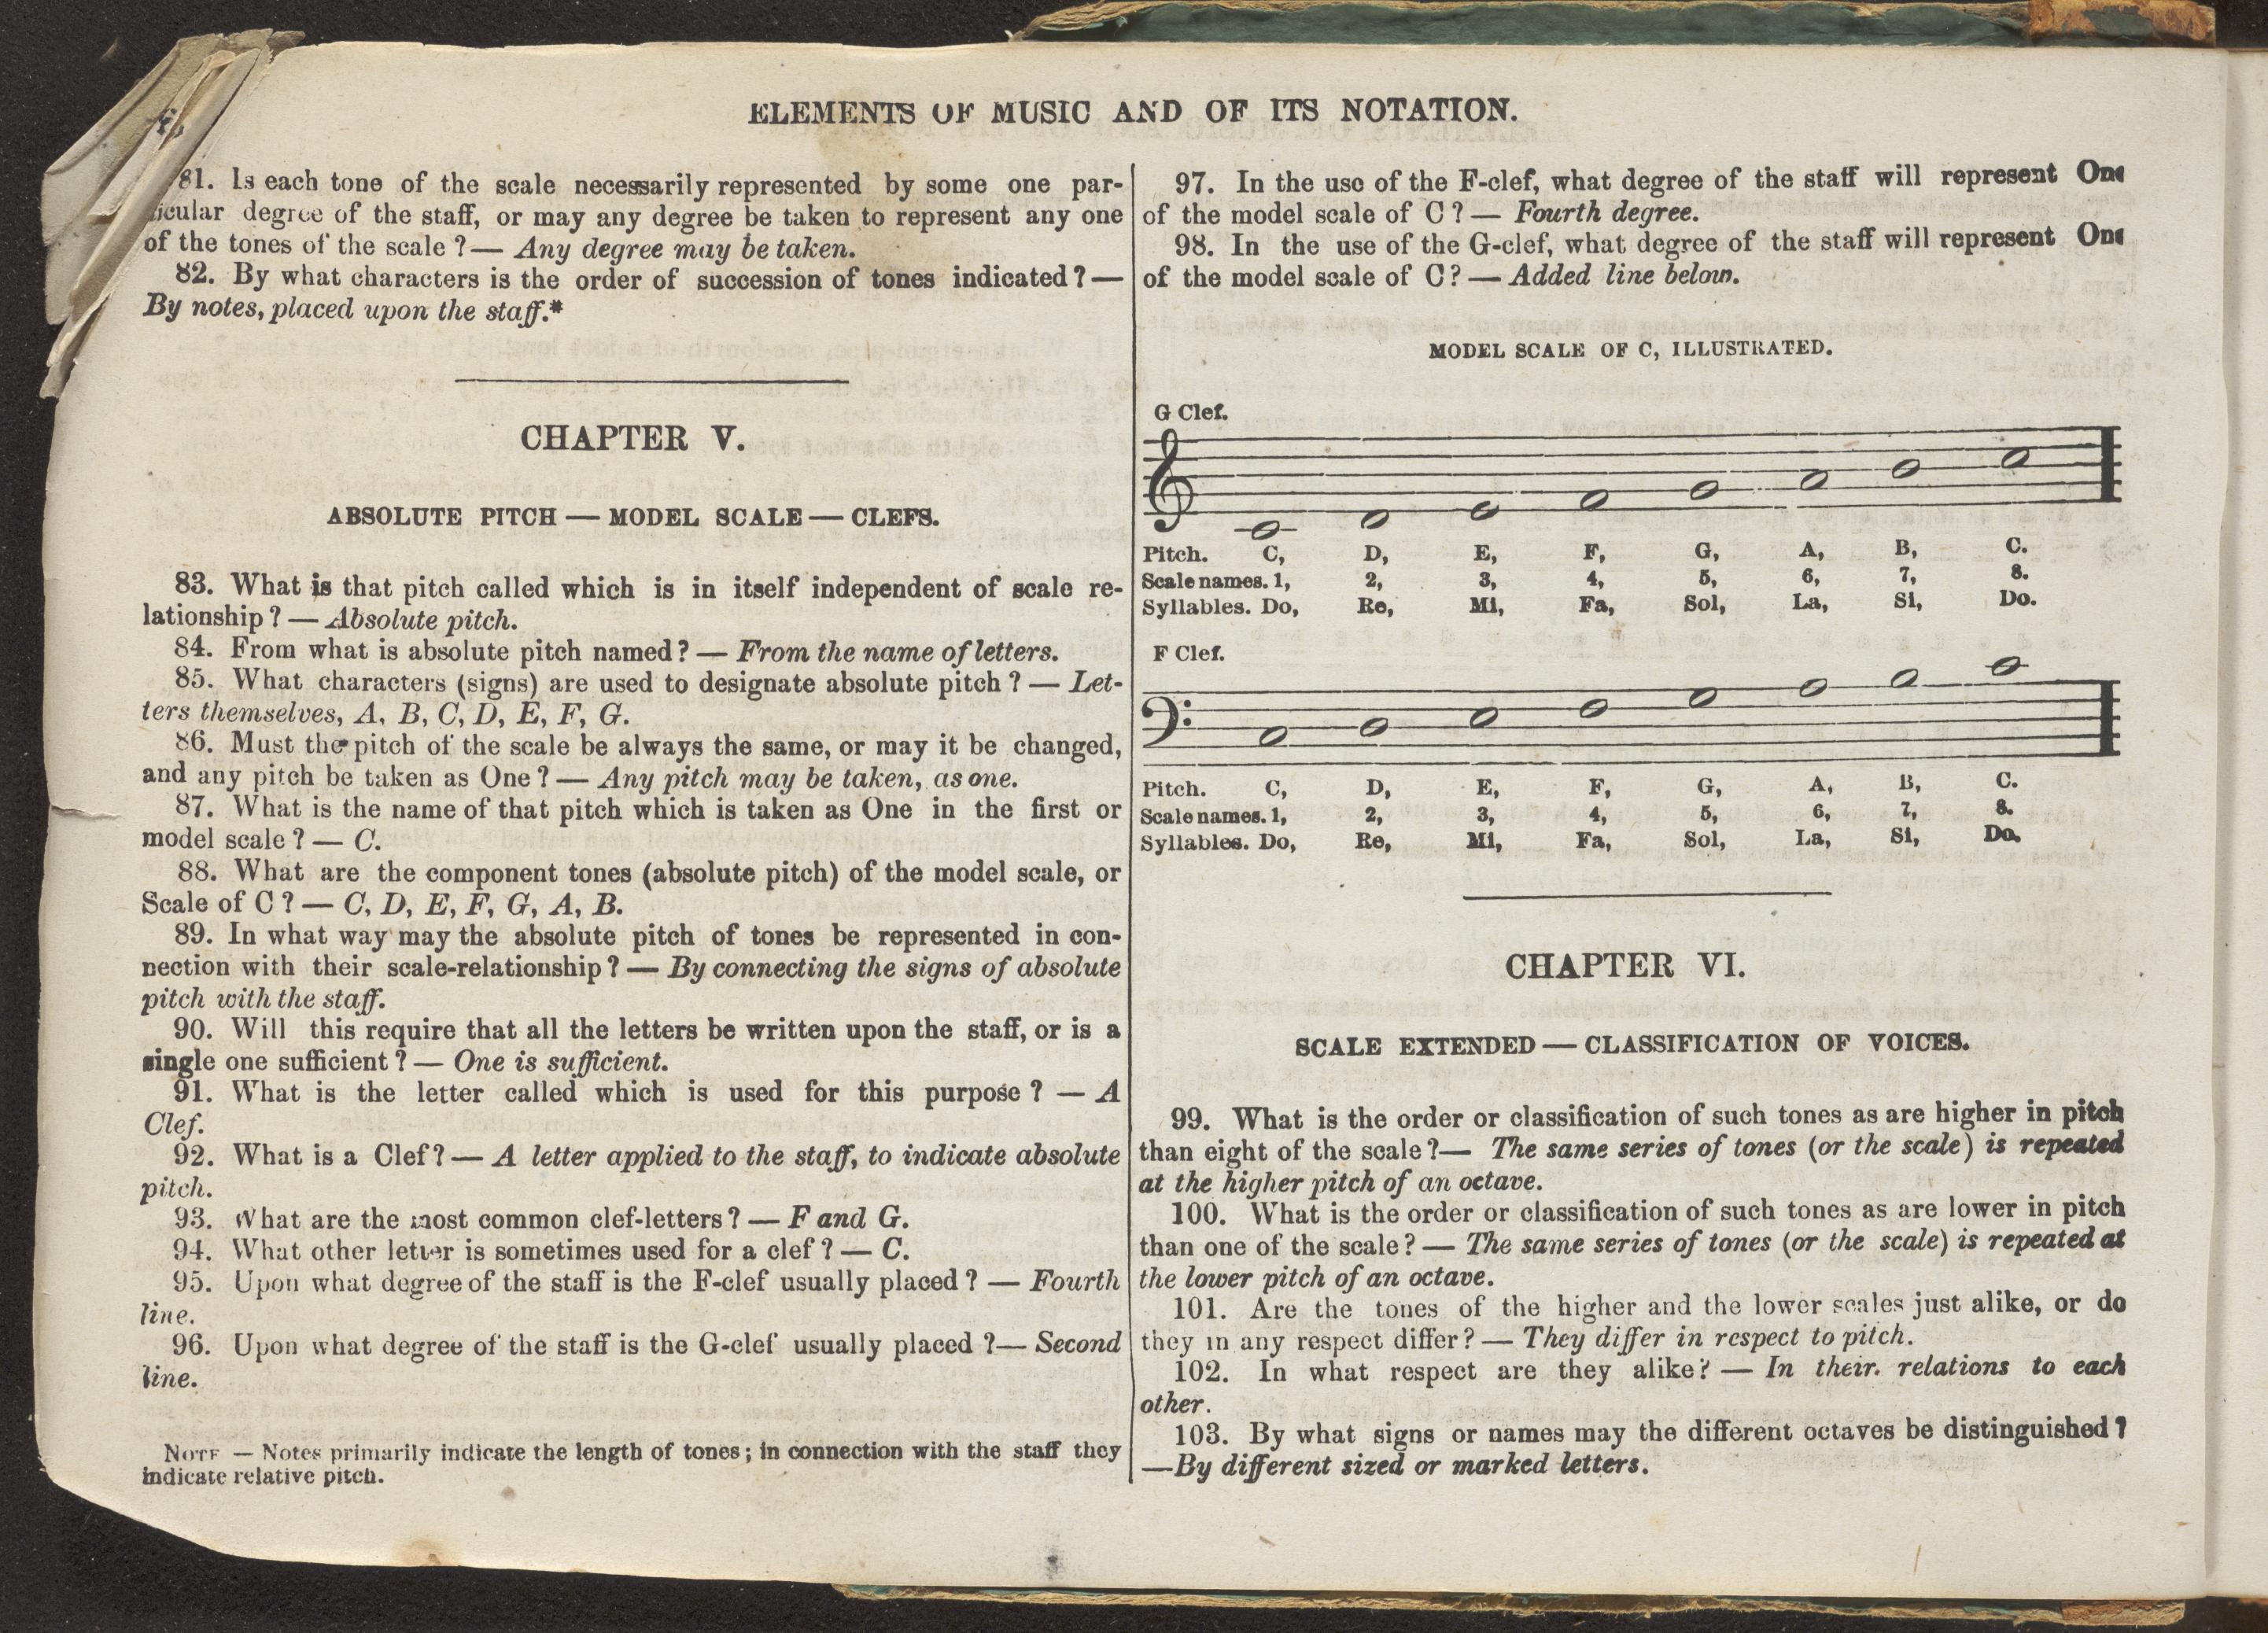 ELEMENTS OF MUSIC AND OF ITS NOTATION.
81. Is each tone of the scale necessarily represented by some one par-
ticular degree of the staff, or may any degree be taken to represent any one
of the tones of the scale ? — Any degree may be taken.
82. By what characters is the order of succession of tones indicated ? —
By notes, placed upon the staff.*
CHAPTER V.
ABSOLUTE PITCH — MODEL SCALE — CLEFS.
83. What is that pitch called which is in itself independent of scale re-
lationship ? — Absolute pitch.
84. From what is absolute pitch named ? — From the name of letters.
85. What characters (signs) are used to designate absolute pitch ? — Let-
ters themselves, A, B, C, D, E, F, G.
86. Must the pitch of the scale be always the same, or may it be changed,
and any pitch be taken as One ? — Any pitch may be taken, as one.
87. What is the name of that pitch which is taken as One in the first or
model scale ? — C.
88. What are the component tones (absolute pitch) of the model scale, or
Scale of C ? — C, D, E, F, G, A, B.
89. In what way may the absolute pitch of tones be represented in con-
nection with their scale-relationship ? — By connecting the signs of absolute
pitch with the staff.
90. Will this require that all the letters be written upon the staff, or is a
single one sufficient ? — One is sufficient.
91. What is the letter called which is used for this purpose ? — A
Clef.
92. What is a Clef ? — A letter applied to the staff, to indicate absolute
pitch.
93. What are the most common clef-letters ? — F and G.
94. What other letter is sometimes used for a clef ? — C.
95. Upon what degree of the staff is the F-clef usually placed ? — Fourth
line.
96. Upon what degree of the staff is the G-clef usually placed ? — Second
line.
NOTE — Notes primarily indicate the length of tones ; in connection with the staff they
indicate relative pitch.
97. In the use of the F-clef, what degree of the staff will represent One
of the model scale of C ? — Fourth degree.
98. In the use of the G-clef, what degree of the staff will represent One
of the model scale of C ? — Added line below.
MODEL SCALE OF C, ILLUSTRATED.
G Clef.
Pitch. C, D, E, F, G, A, B, C.
Scale names. 1, 2, 3, 4, 5, 6, 7, 8.
Syllables. Do, Re, Mi, Fa, Sol, La, Si, Do.
F Clef.
Pitch. C, D, E, F, G, A, B, C.
Scale names. 1, 2, 3, 4, 5, 6, 7, 8.
Syllables. Do, Re, Mi, Fa, Sol, La, Si, Do.
CHAPTER VI.
SCALE EXTENDED — CLASSIFICATION OF VOICES.
99. What is the order or classification of such tones as are higher in pitch
than eight of the scale ? — The same series of tones (or the scale) is repeated
at the higher pitch of an octave.
100. What is the order or classification of such tones as are lower in pitch
than one of the scale ? — The same series of tones (or the scale) is repeated at
the lower pitch of an octave.
101. Are the tones of the higher and the lower scales just alike, or do
they in any respect differ ? — They differ in respect to pitch.
102. In what respect are they alike ? — In their. relations to each
other.
103. By what signs or names may the different octaves be distinguished ?
—By different sized or marked letters.